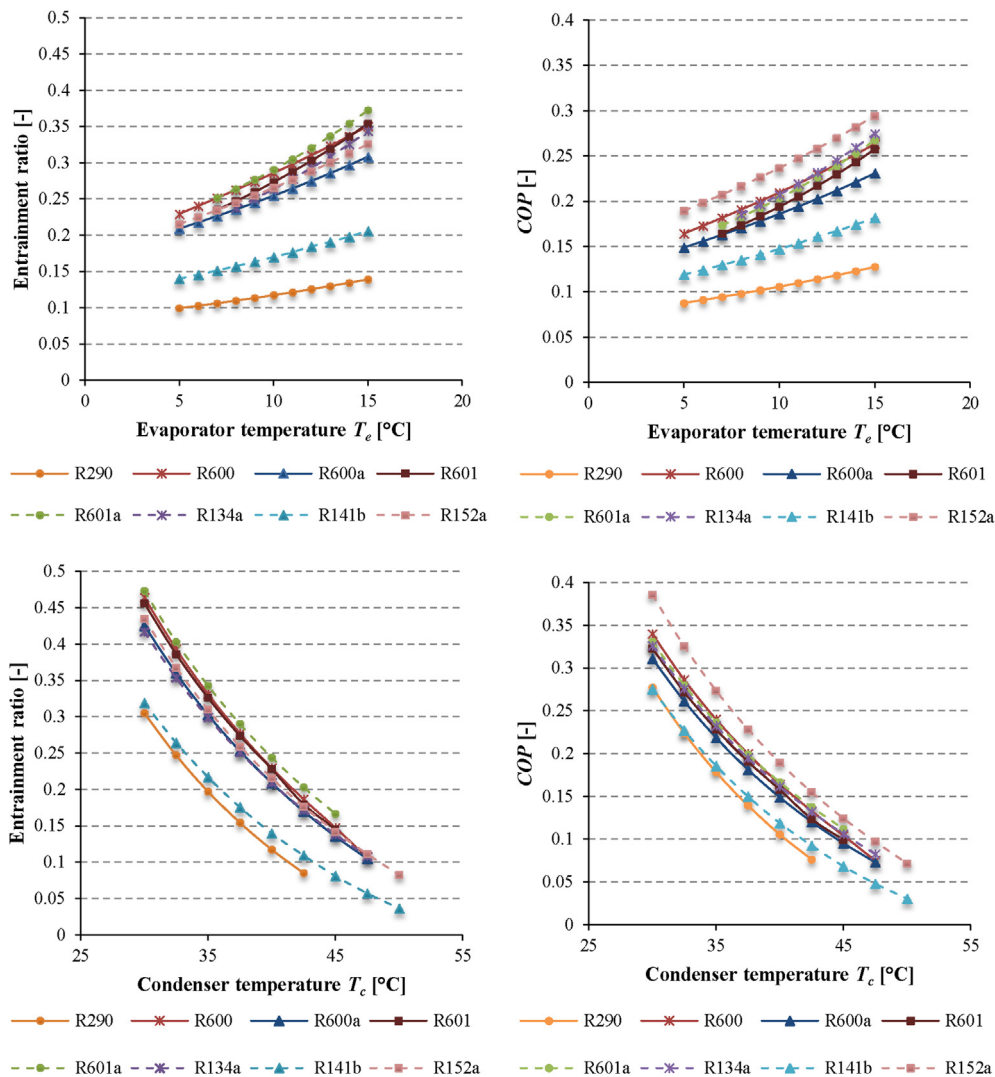 Entrainment ratio [-]
0.5
0.45
0.4
0.35
0.3
0.25
0.2
0.15
0.1
0.05
0
0 5 10 15 20
Evaporator temperature Te [°C]
R290 R600 R600a R601
R601a R134a R141b R152a
COP [-]
0.4
0.35
0.3
0.25
0.2
0.15
0.1
0.05
0
0 5 10 15 20
Evaporator temerature Te [°C]
R290 R600 R600a R601
R601a R134a R141b R152a
Entrainment ratio [-]
0.5
0.45
0.4
0.35
0.3
0.25
0.2
0.15
0.1
0.05
0
25 35 45 55
Condenser temperature Tc [°C]
R290 R600 R600a R601
R601a R134a R141b R152a
COP [-]
0.4
0.35
0.3
0.25
0.2
0.15
0.1
0.05
0
25 35 45 55
Condenser temperature Tc [°C]
R290 R600 R600a R601
R601a R134a R141b R152a